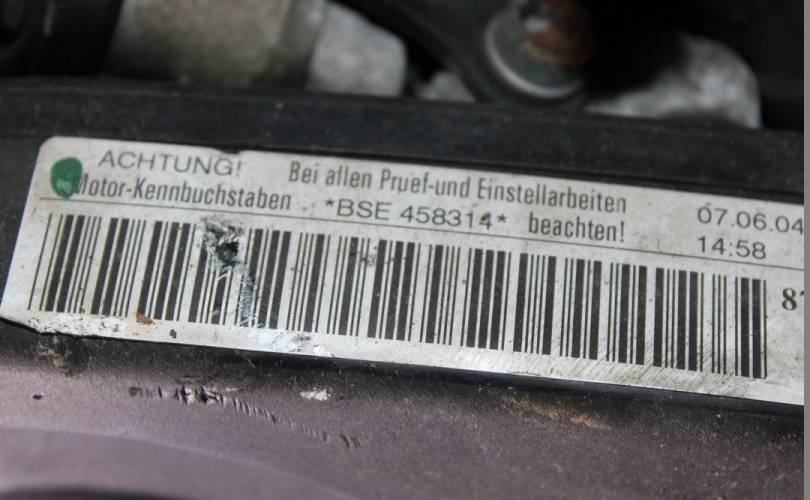 ACHTUNG! Bei allen Pruef-und Einstellarbeiten 07.06.04
Motor-Kennbuchstaben *BSE 458314* beachten! 14:58